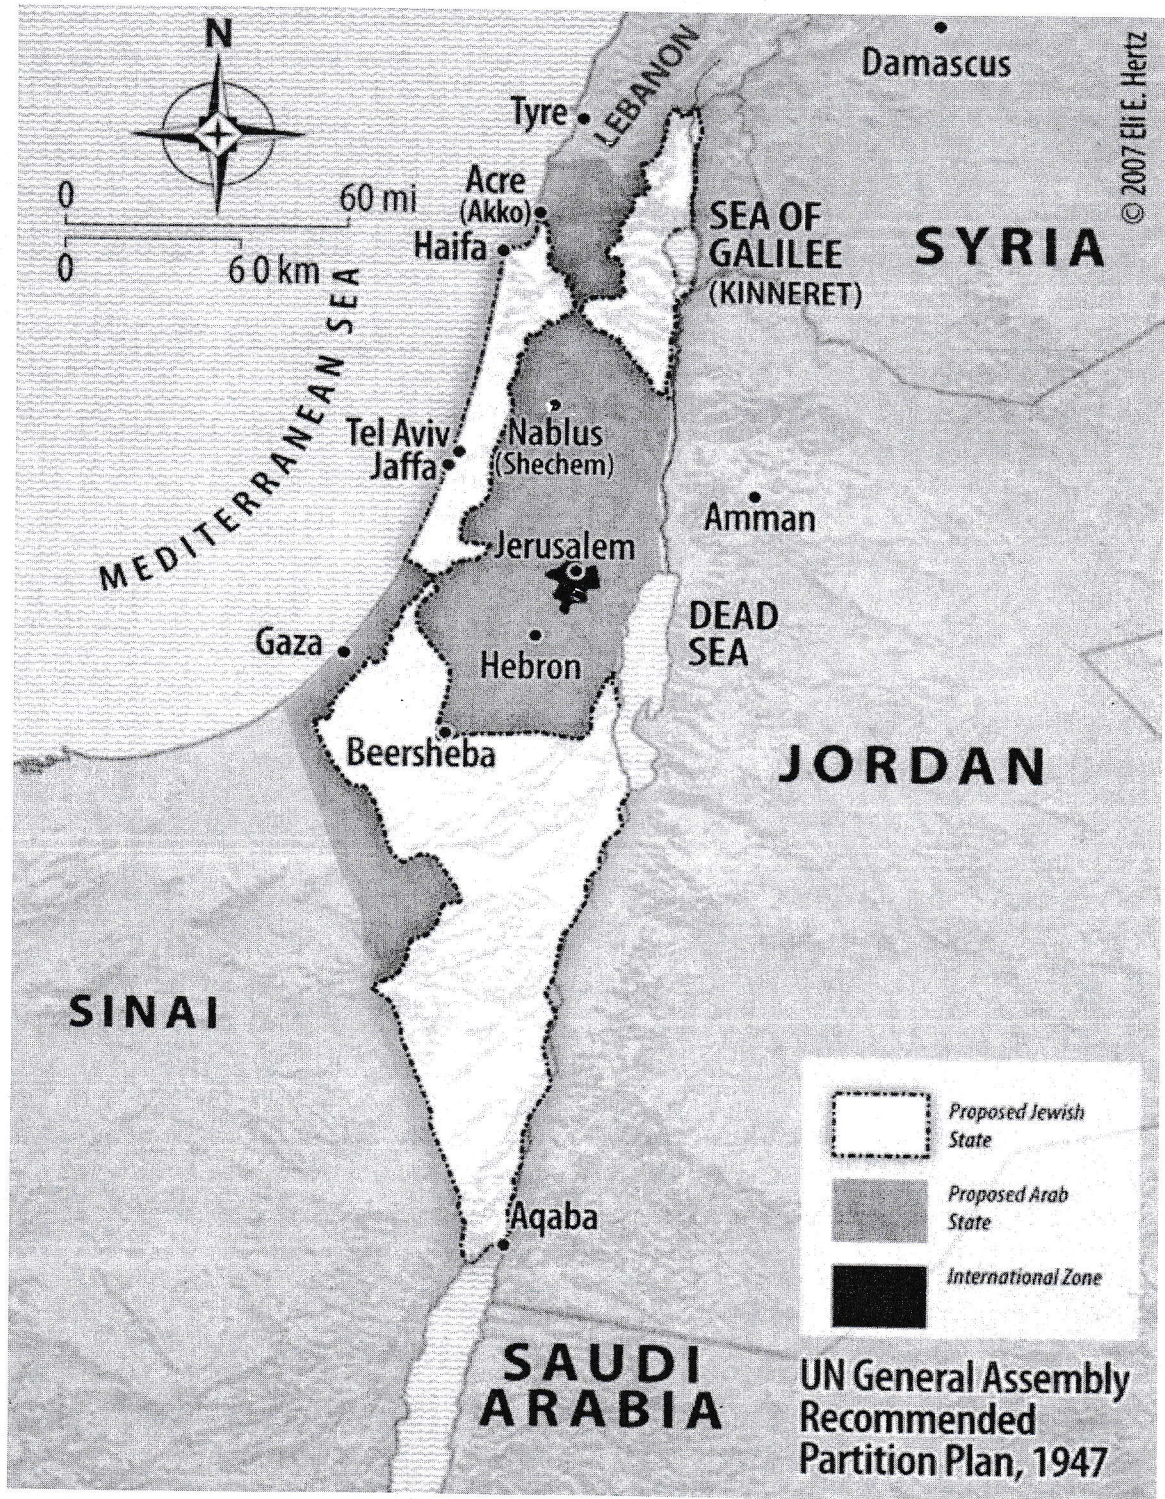 N
Damascus
© 2007 Eli E. Hertz
LEBANON
Tyre
0
60 mi
Acre
(Akko)
Haifa
0
60 km
SEA OF
GALILEE
(KINNERET)
SYRIA
MEDITERRANEAN SEA
Tel Aviv
Jaffa
Nablus
(Shechem)
Amman
Jerusalem
DEAD
SEA
Gaza
Hebron
Beersheba
JORDAN
SINAI
Proposed Jewish
State
Proposed Arab
State
International Zone
Aqaba
SAUDI
ARABIA
UN General Assembly
Recommended
Partition Plan, 1947